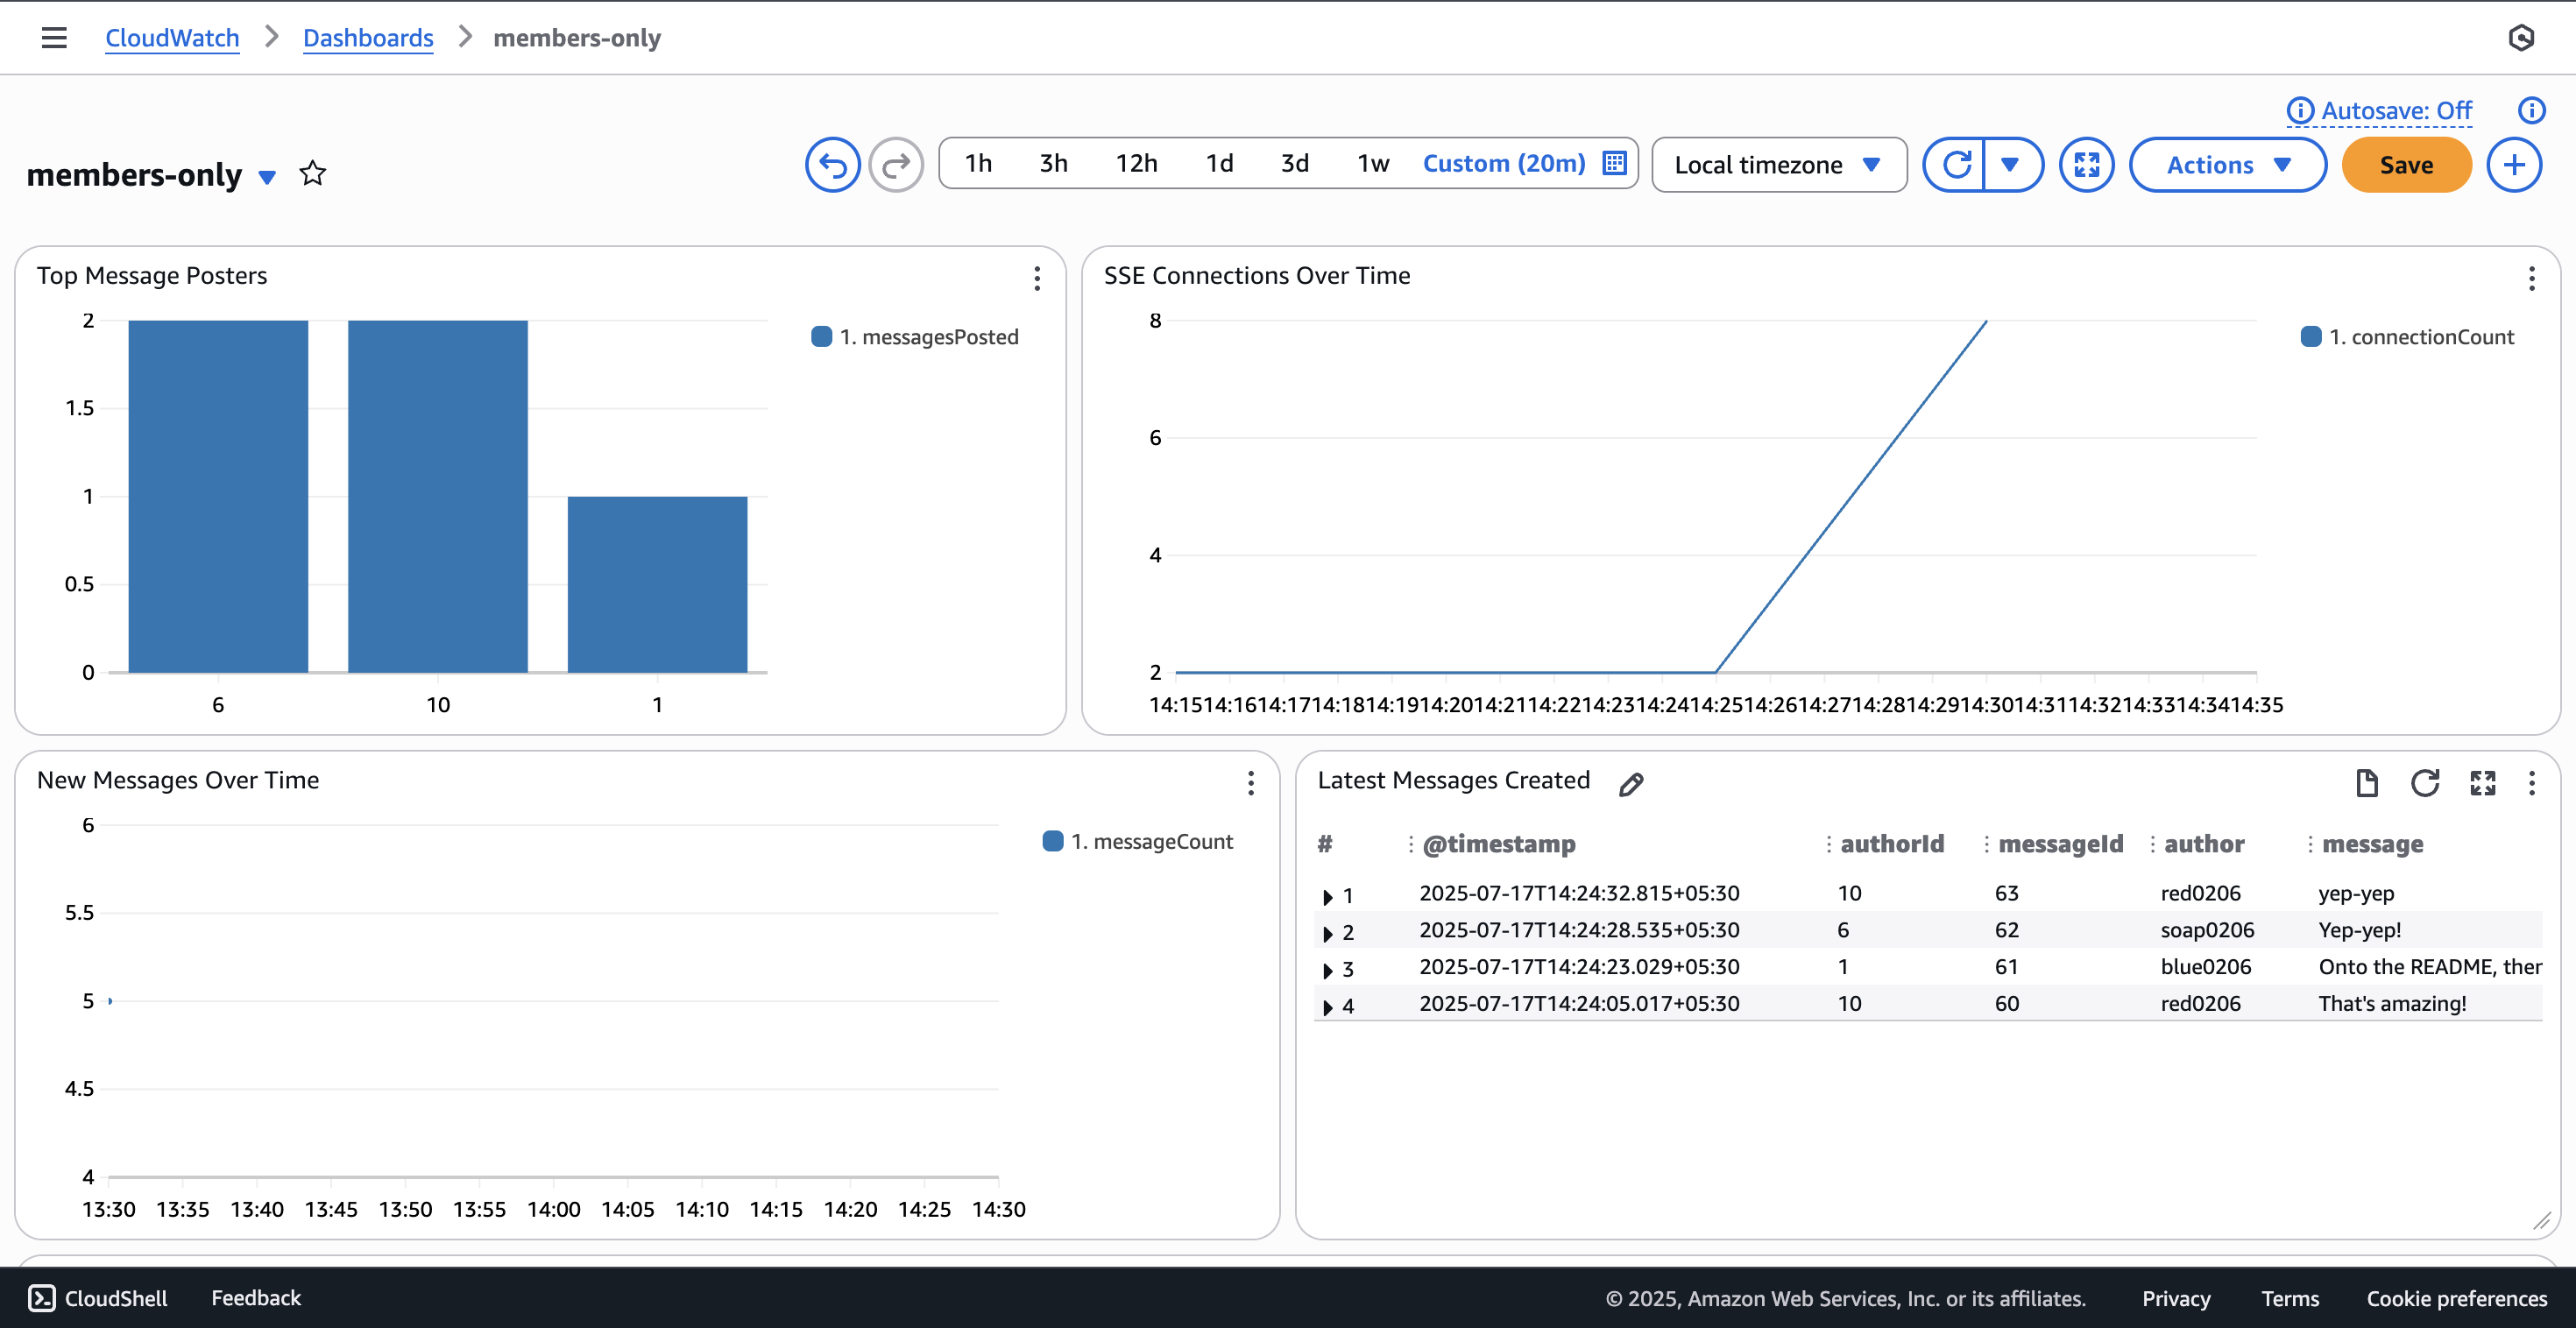 CloudWatch > Dashboards > members-only
Autosave: Off
members-only
1h 3h 12h 1d 3d 1w Custom (20m) Local timezone Actions Save
Top Message Posters
2
1.5
1
0.5
0
6 10 1
1. messagesPosted
SSE Connections Over Time
8
6
4
2
14:15 14:16 14:17 14:18 14:19 14:20 14:21 14:22 14:23 14:24 14:25 14:26 14:27 14:28 14:29 14:30 14:31 14:32 14:33 14:34 14:35
1. connectionCount
New Messages Over Time
6
5.5
5
4.5
4
13:30 13:35 13:40 13:45 13:50 13:55 14:00 14:05 14:10 14:15 14:20 14:25 14:30
1. messageCount
Latest Messages Created
# @timestamp authorId messageId author message
1 2025-07-17T14:24:32.815+05:30 10 63 red0206 yep-yep
2 2025-07-17T14:24:28.535+05:30 6 62 soap0206 Yep-yep!
3 2025-07-17T14:24:23.029+05:30 1 61 blue0206 Onto the README, ther
4 2025-07-17T14:24:05.017+05:30 10 60 red0206 That's amazing!
CloudShell Feedback © 2025, Amazon Web Services, Inc. or its affiliates. Privacy Terms Cookie preferences